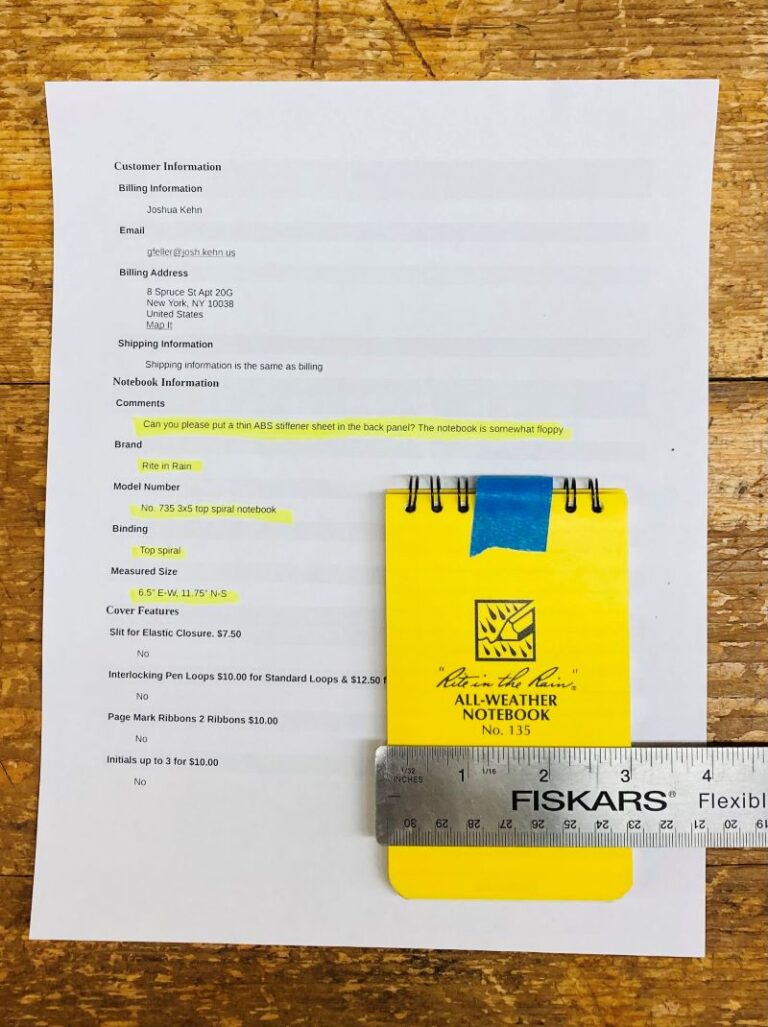 Customer Information
Billing Information
Joshua Kehn
Email
gfeller@josh.kehn.us
Billing Address
8 Spruce St Apt 20G
New York, NY 10038
United States
Map It
Shipping Information
Shipping information is the same as billing
Notebook Information
Comments
Can you please put a thin ABS stiffener sheet in the back panel? The notebook is somewhat floppy
Brand
Rite in Rain
Model Number
No. 735 3x5 top spiral notebook
Binding
Top spiral
Measured Size
6.5" E-W, 11.75" N-S
Cover Features
Slit for Elastic Closure. $7.50
No
Interlocking Pen Loops $10.00 for Standard Loops & $12.50 f
No
Page Mark Ribbons 2 Ribbons $10.00
No
Initials up to 3 for $10.00
No
"Rite in the Rain"®
ALL-WEATHER
NOTEBOOK
No. 135
1/32 1 1/16 2 3 4
INCHES
FISKARS® Flexibl
30 29 28 27 26 25 24 23 22 21 20 19